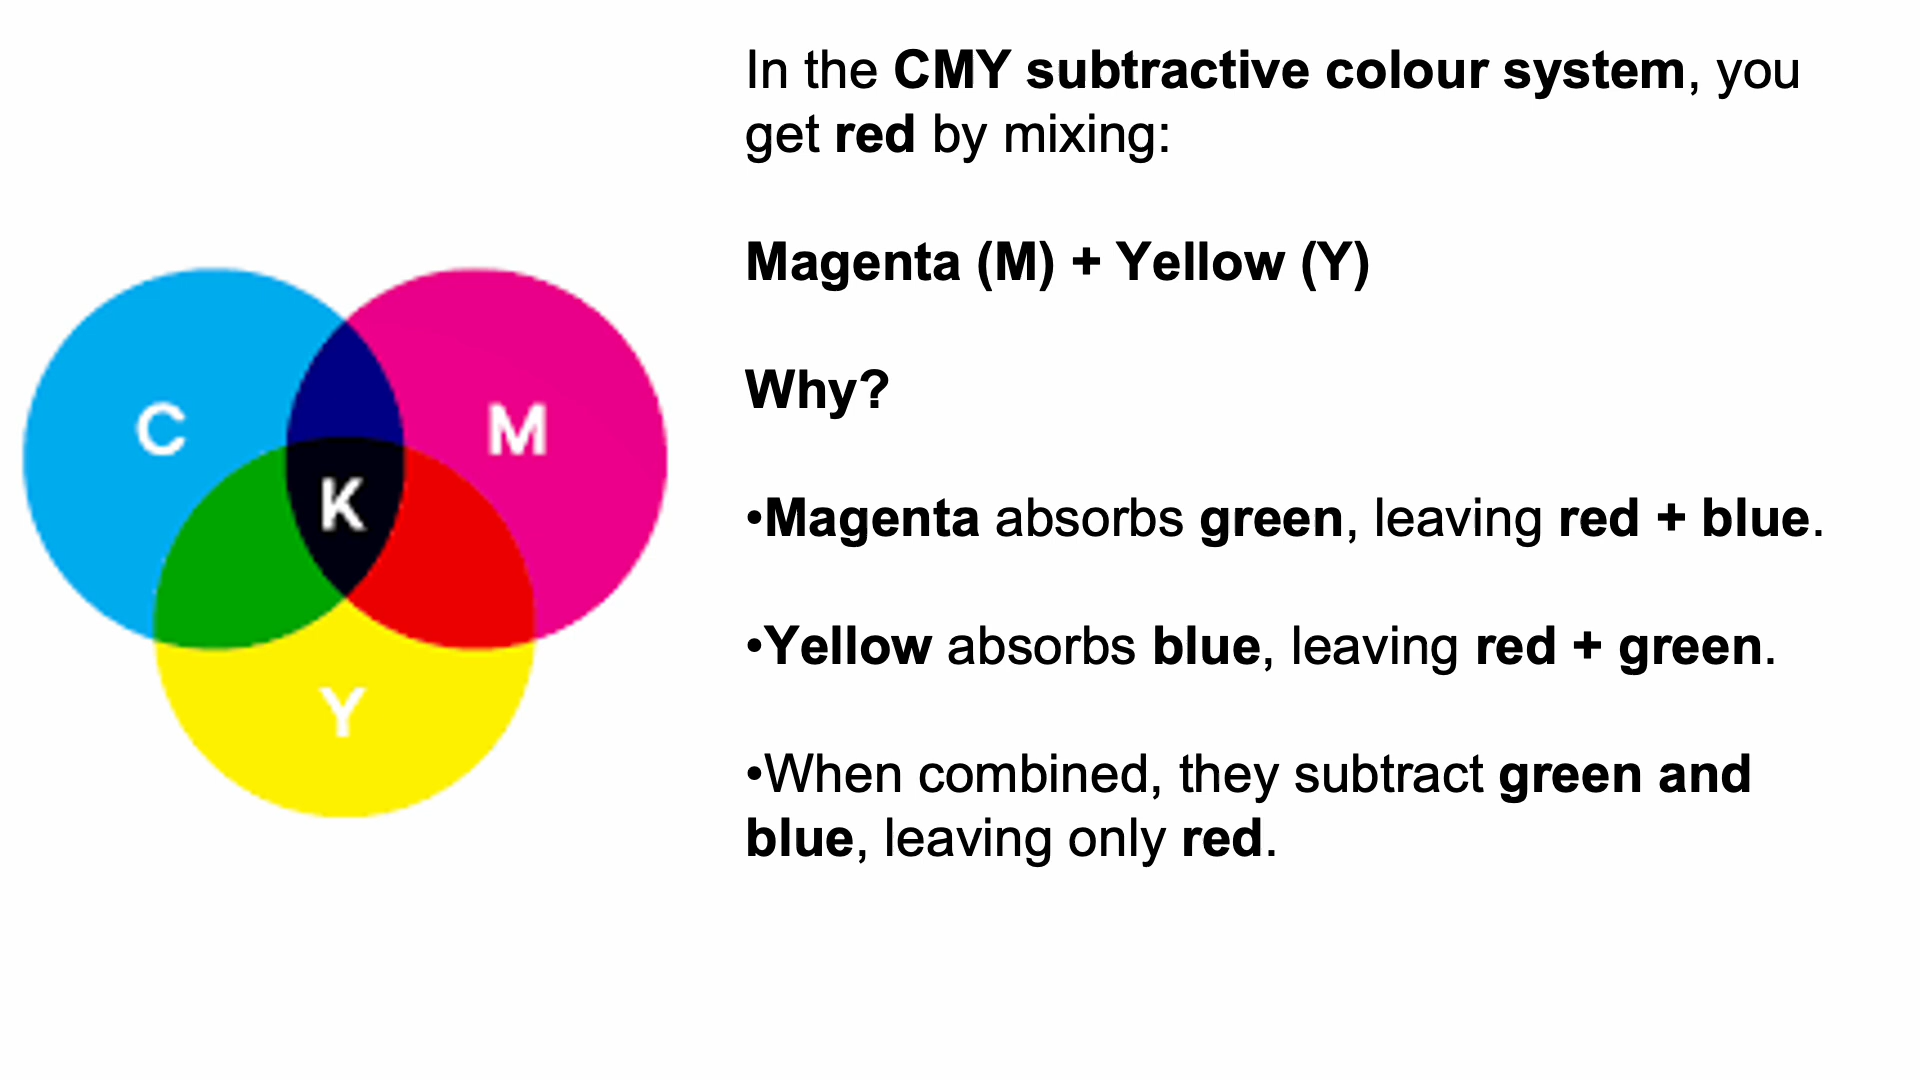 In the CMY subtractive colour system, you
get red by mixing:
Magenta (M) + Yellow (Y)
Why?
•Magenta absorbs green, leaving red + blue.
•Yellow absorbs blue, leaving red + green.
•When combined, they subtract green and
blue, leaving only red.
C
M
K
Y